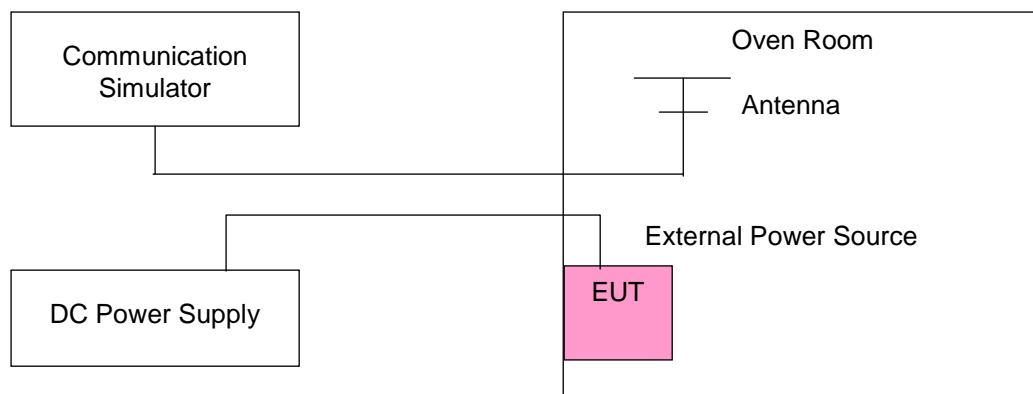 Communication
Simulator
Oven Room
Antenna
External Power Source
DC Power Supply
EUT